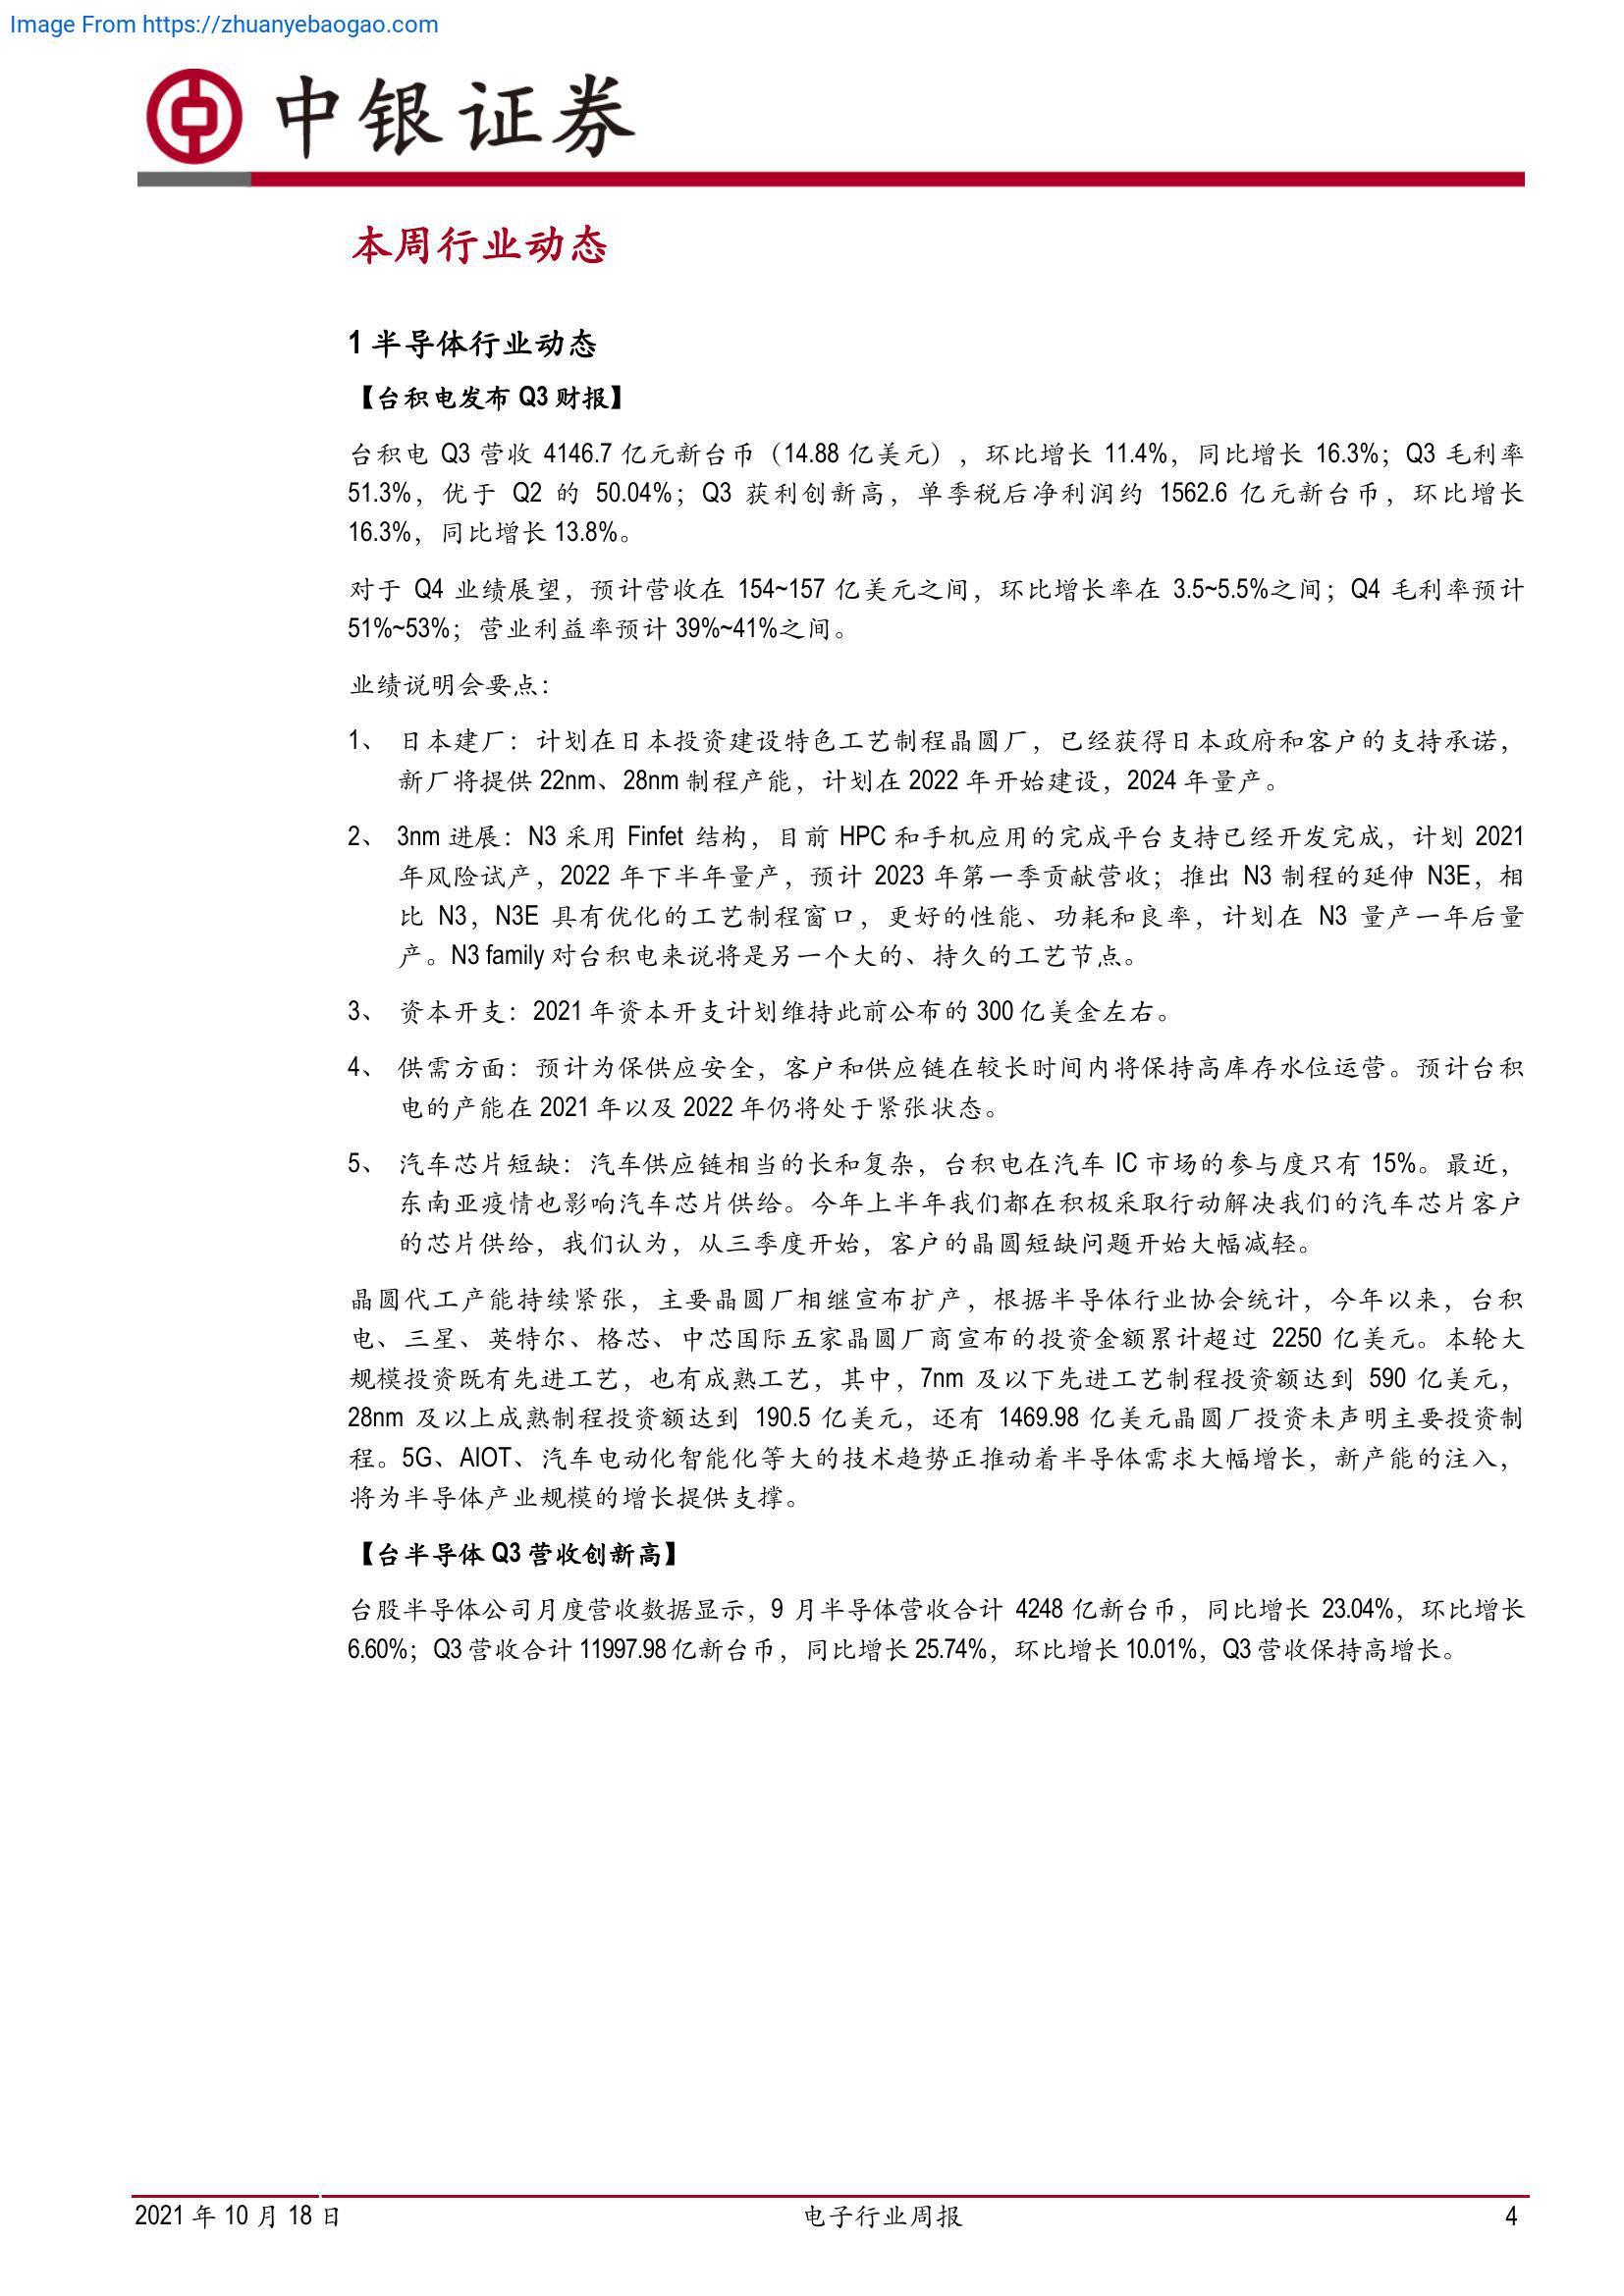 Image From https://zhuanyebaogao.com
中银证券
本周行业动态
1 半导体行业动态
【台积电发布 Q3 财报】
台积电 Q3 营收 4146.7 亿元新台币（14.88 亿美元），环比增长 11.4%，同比增长 16.3%；Q3 毛利率
51.3%，优于 Q2 的 50.04%；Q3 获利创新高，单季税后净利润约 1562.6 亿元新台币，环比增长
16.3%，同比增长 13.8%。
对于 Q4 业绩展望，预计营收在 154~157 亿美元之间，环比增长率在 3.5~5.5%之间；Q4 毛利率预计
51%~53%；营业利益率预计 39%~41%之间。
业绩说明会要点：
1、 日本建厂：计划在日本投资建设特色工艺制程晶圆厂，已经获得日本政府和客户的支持承诺，
新厂将提供 22nm、28nm 制程产能，计划在 2022 年开始建设，2024 年量产。
2、 3nm 进展：N3 采用 Finfet 结构，目前 HPC 和手机应用的完成平台支持已经开发完成，计划 2021
年风险试产，2022 年下半年量产，预计 2023 年第一季贡献营收；推出 N3 制程的延伸 N3E，相
比 N3，N3E 具有优化的工艺制程窗口，更好的性能、功耗和良率，计划在 N3 量产一年后量
产。N3 family 对台积电来说将是另一个大的、持久的工艺节点。
3、 资本开支：2021 年资本开支计划维持此前公布的 300 亿美金左右。
4、 供需方面：预计为保供应安全，客户和供应链在较长时间内将保持高库存水位运营。预计台积
电的产能在 2021 年以及 2022 年仍将处于紧张状态。
5、 汽车芯片短缺：汽车供应链相当的长和复杂，台积电在汽车 IC 市场的参与度只有 15%。最近，
东南亚疫情也影响汽车芯片供给。今年上半年我们都在积极采取行动解决我们的汽车芯片客户
的芯片供给，我们认为，从三季度开始，客户的晶圆短缺问题开始大幅减轻。
晶圆代工产能持续紧张，主要晶圆厂相继宣布扩产，根据半导体行业协会统计，今年以来，台积
电、三星、英特尔、格芯、中芯国际五家晶圆厂商宣布的投资金额累计超过 2250 亿美元。本轮大
规模投资既有先进工艺，也有成熟工艺，其中，7nm 及以下先进工艺制程投资额达到 590 亿美元，
28nm 及以上成熟制程投资额达到 190.5 亿美元，还有 1469.98 亿美元晶圆厂投资未声明主要投资制
程。5G、AIOT、汽车电动化智能化等大的技术趋势正推动着半导体需求大幅增长，新产能的注入，
将为半导体产业规模的增长提供支撑。
【台半导体 Q3 营收创新高】
台股半导体公司月度营收数据显示，9 月半导体营收合计 4248 亿新台币，同比增长 23.04%，环比增长
6.60%；Q3 营收合计 11997.98 亿新台币，同比增长 25.74%，环比增长 10.01%，Q3 营收保持高增长。
2021 年 10 月 18 日 电子行业周报 4